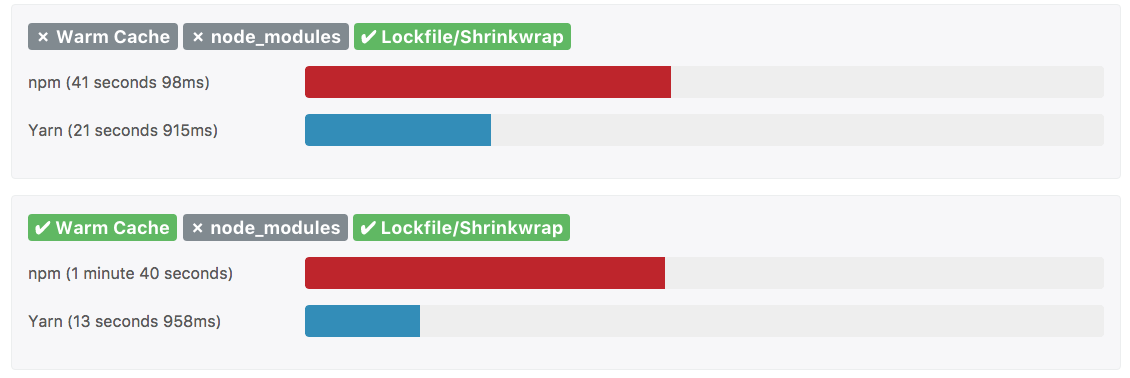 × Warm Cache × node_modules ✔ Lockfile/Shrinkwrap
npm (41 seconds 98ms)
Yarn (21 seconds 915ms)
✔ Warm Cache × node_modules ✔ Lockfile/Shrinkwrap
npm (1 minute 40 seconds)
Yarn (13 seconds 958ms)